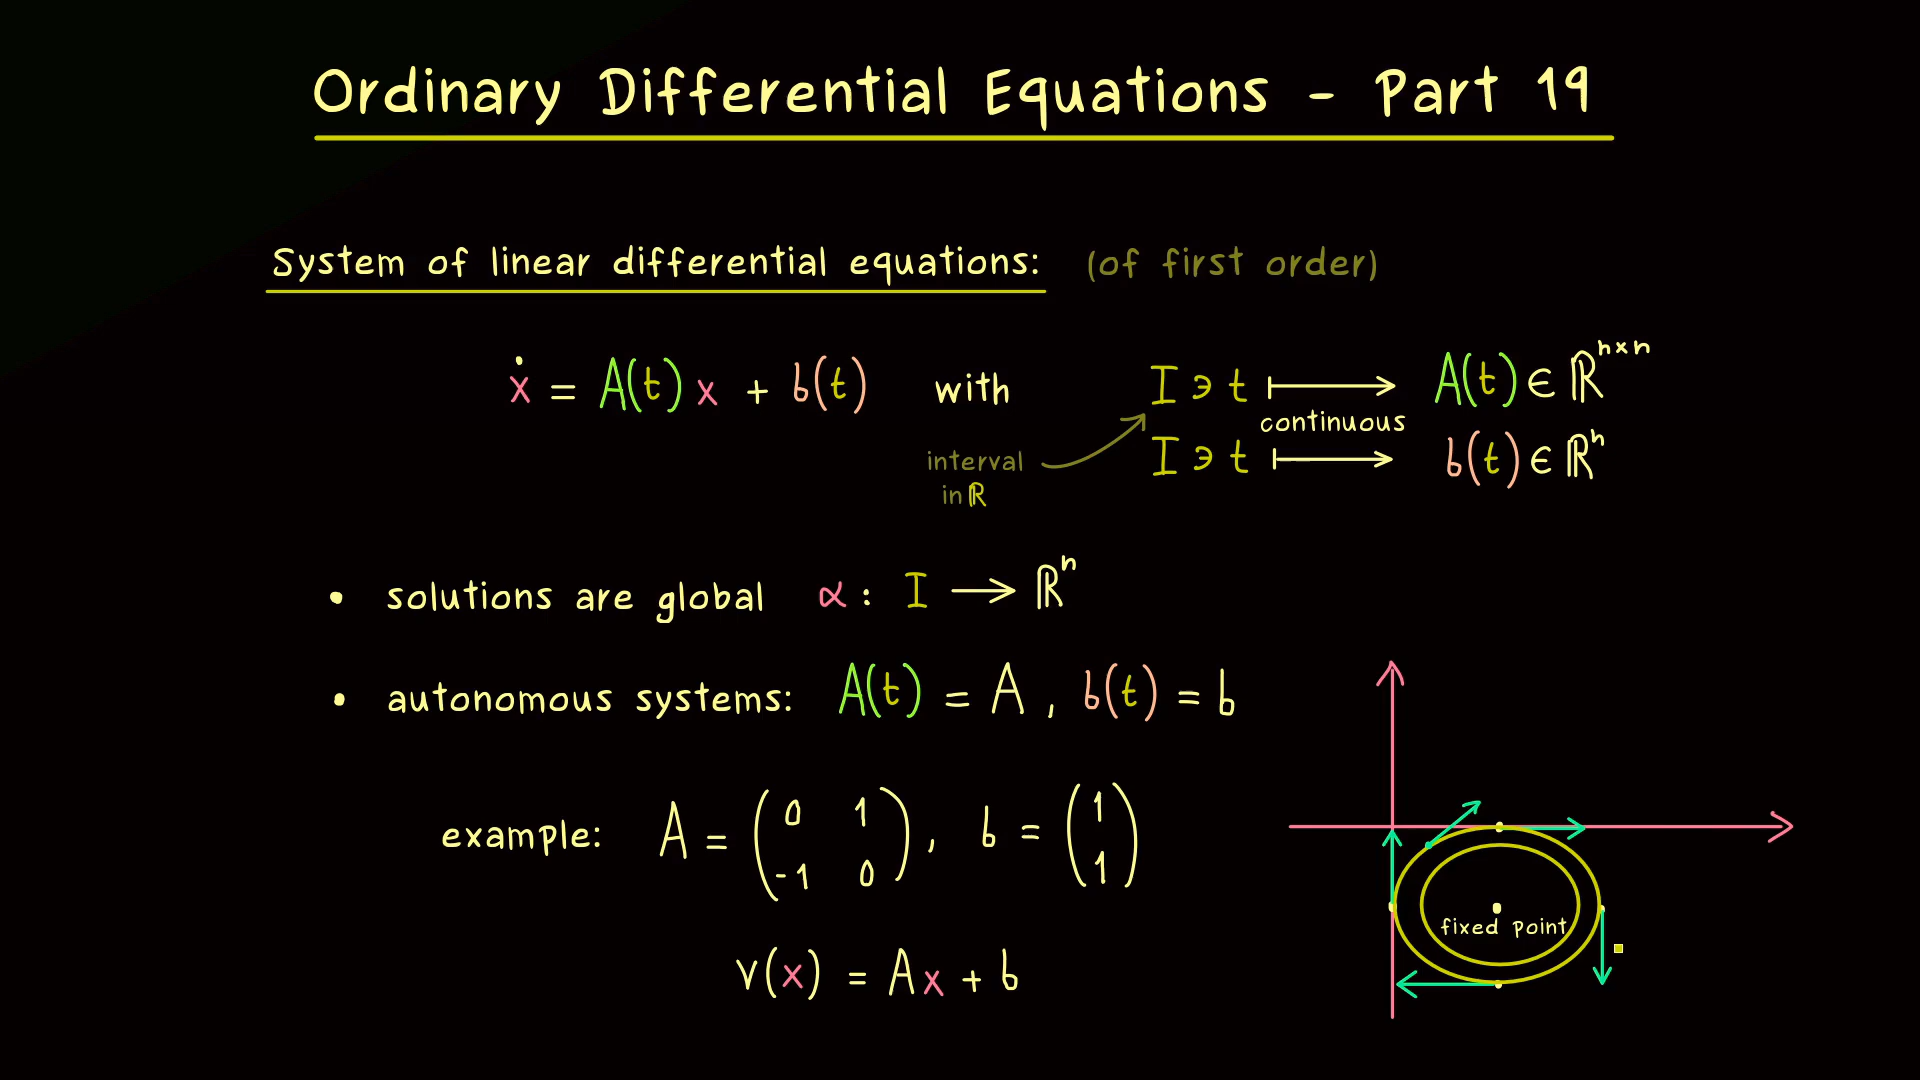 Ordinary Differential Equations - Part 19
System of linear differential equations: (of first order)
ẋ = A(t) x + b(t) with I ∋ t ⟼ A(t) ∈ ℝⁿˣⁿ
continuous
interval in ℝ
I ∋ t ⟼ b(t) ∈ ℝⁿ
• solutions are global α : I ⟶ ℝⁿ
• autonomous systems: A(t) = A , b(t) = b
example: A = ( 0 1 ; -1 0 ) , b = ( 1 ; 1 )
fixed point
v(x) = Ax + b